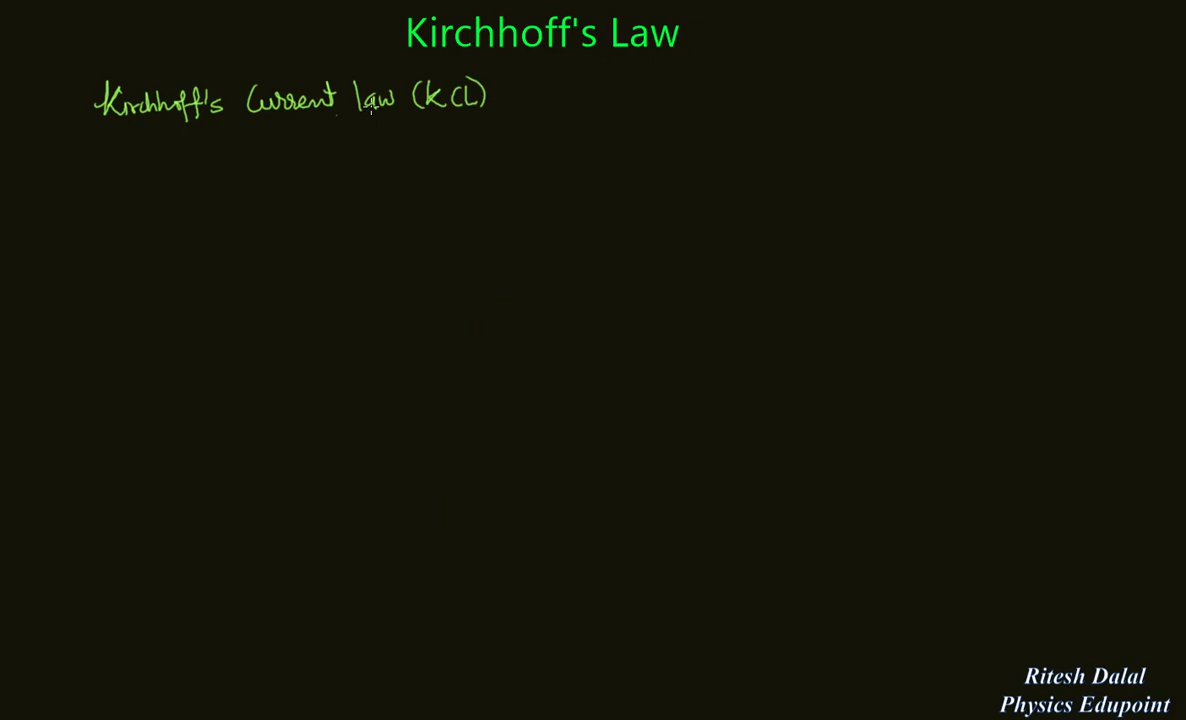 Kirchhoff's Law
Kirchhoff's Current law (KCL)
Ritesh Dalal
Physics Edupoint